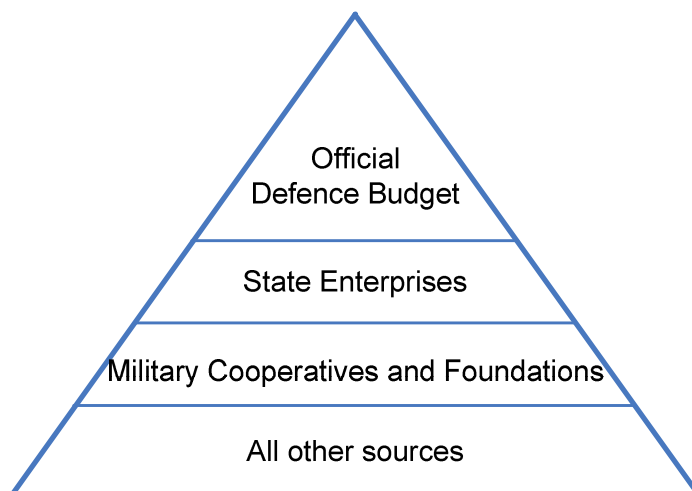 Official
Defence Budget
State Enterprises
Military Cooperatives and Foundations
All other sources